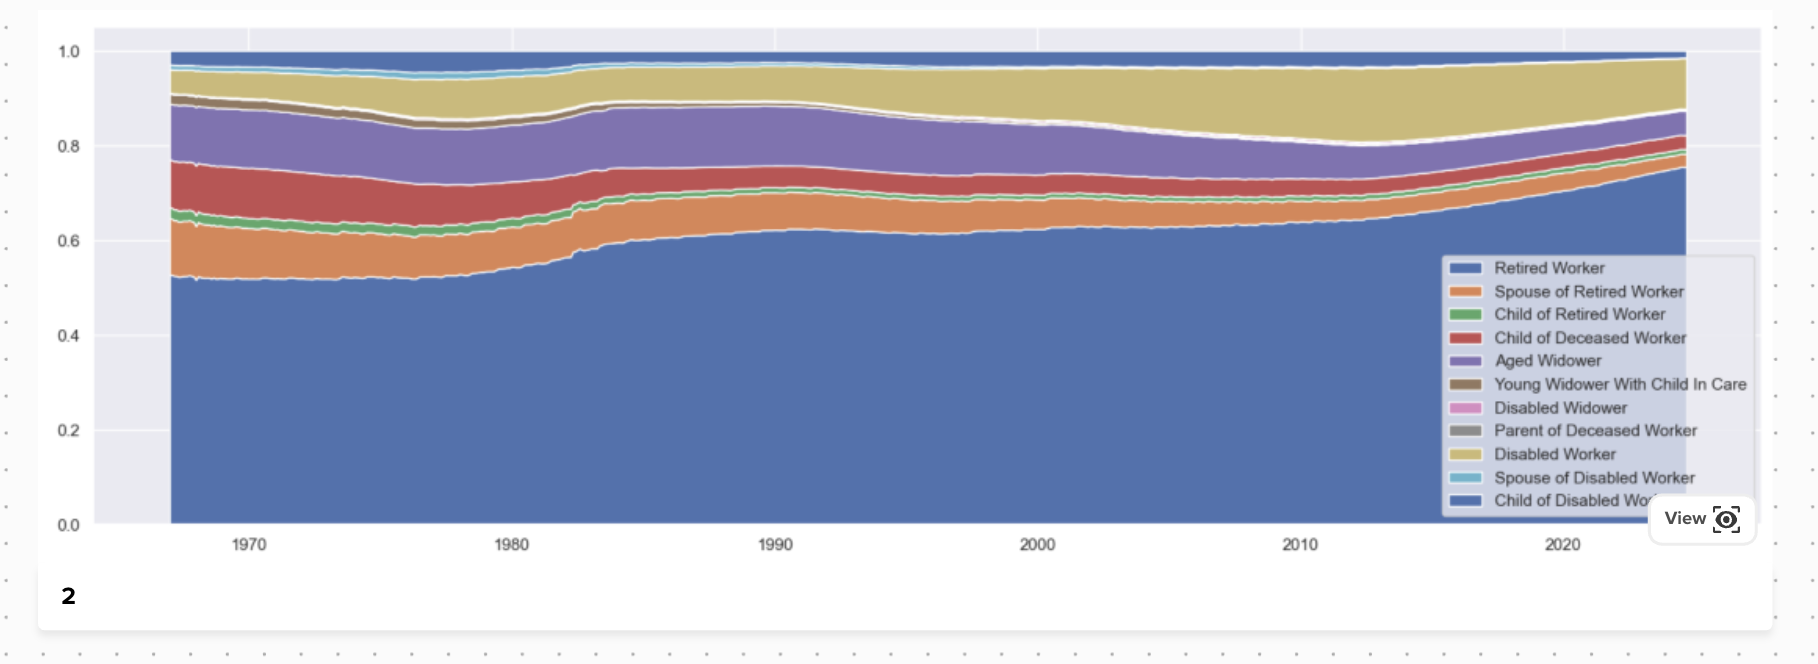 1.0
0.8
0.6
0.4
0.2
0.0
Retired Worker
Spouse of Retired Worker
Child of Retired Worker
Child of Deceased Worker
Aged Widower
Young Widower With Child In Care
Disabled Widower
Parent of Deceased Worker
Disabled Worker
Spouse of Disabled Worker
Child of Disabled
View
1970 1980 1990 2000 2010 2020
2